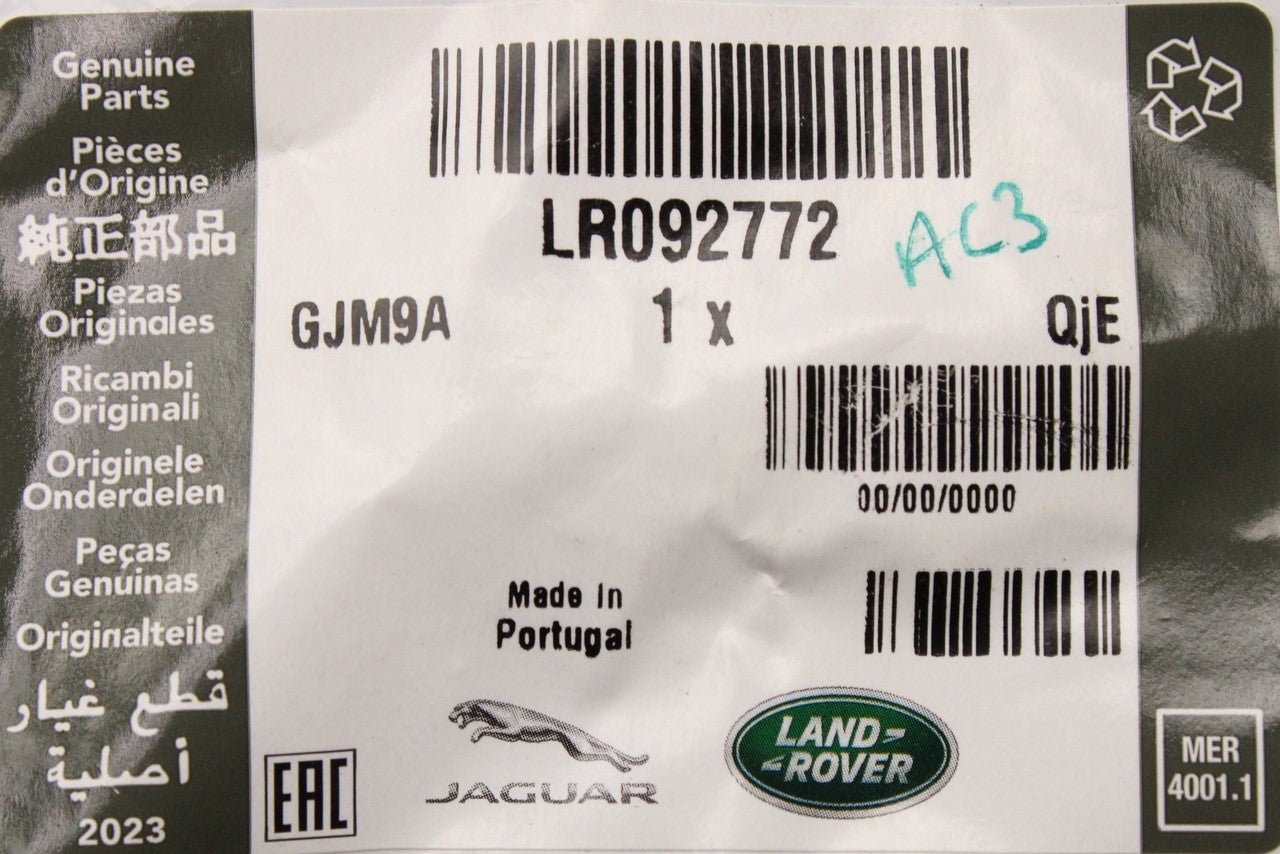 Genuine
Parts
Pièces
d'Origine
純正部品
Piezas
Originales
Ricambi
Originali
Originele
Onderdelen
Peças
Genuínas
Originalteile
قطع غيار
أصلية
2023
LR092772
AC3
GJM9A
1 x
QjE
00/00/0000
Made in
Portugal
EAC
JAGUAR
LAND
ROVER
MER
4001.1